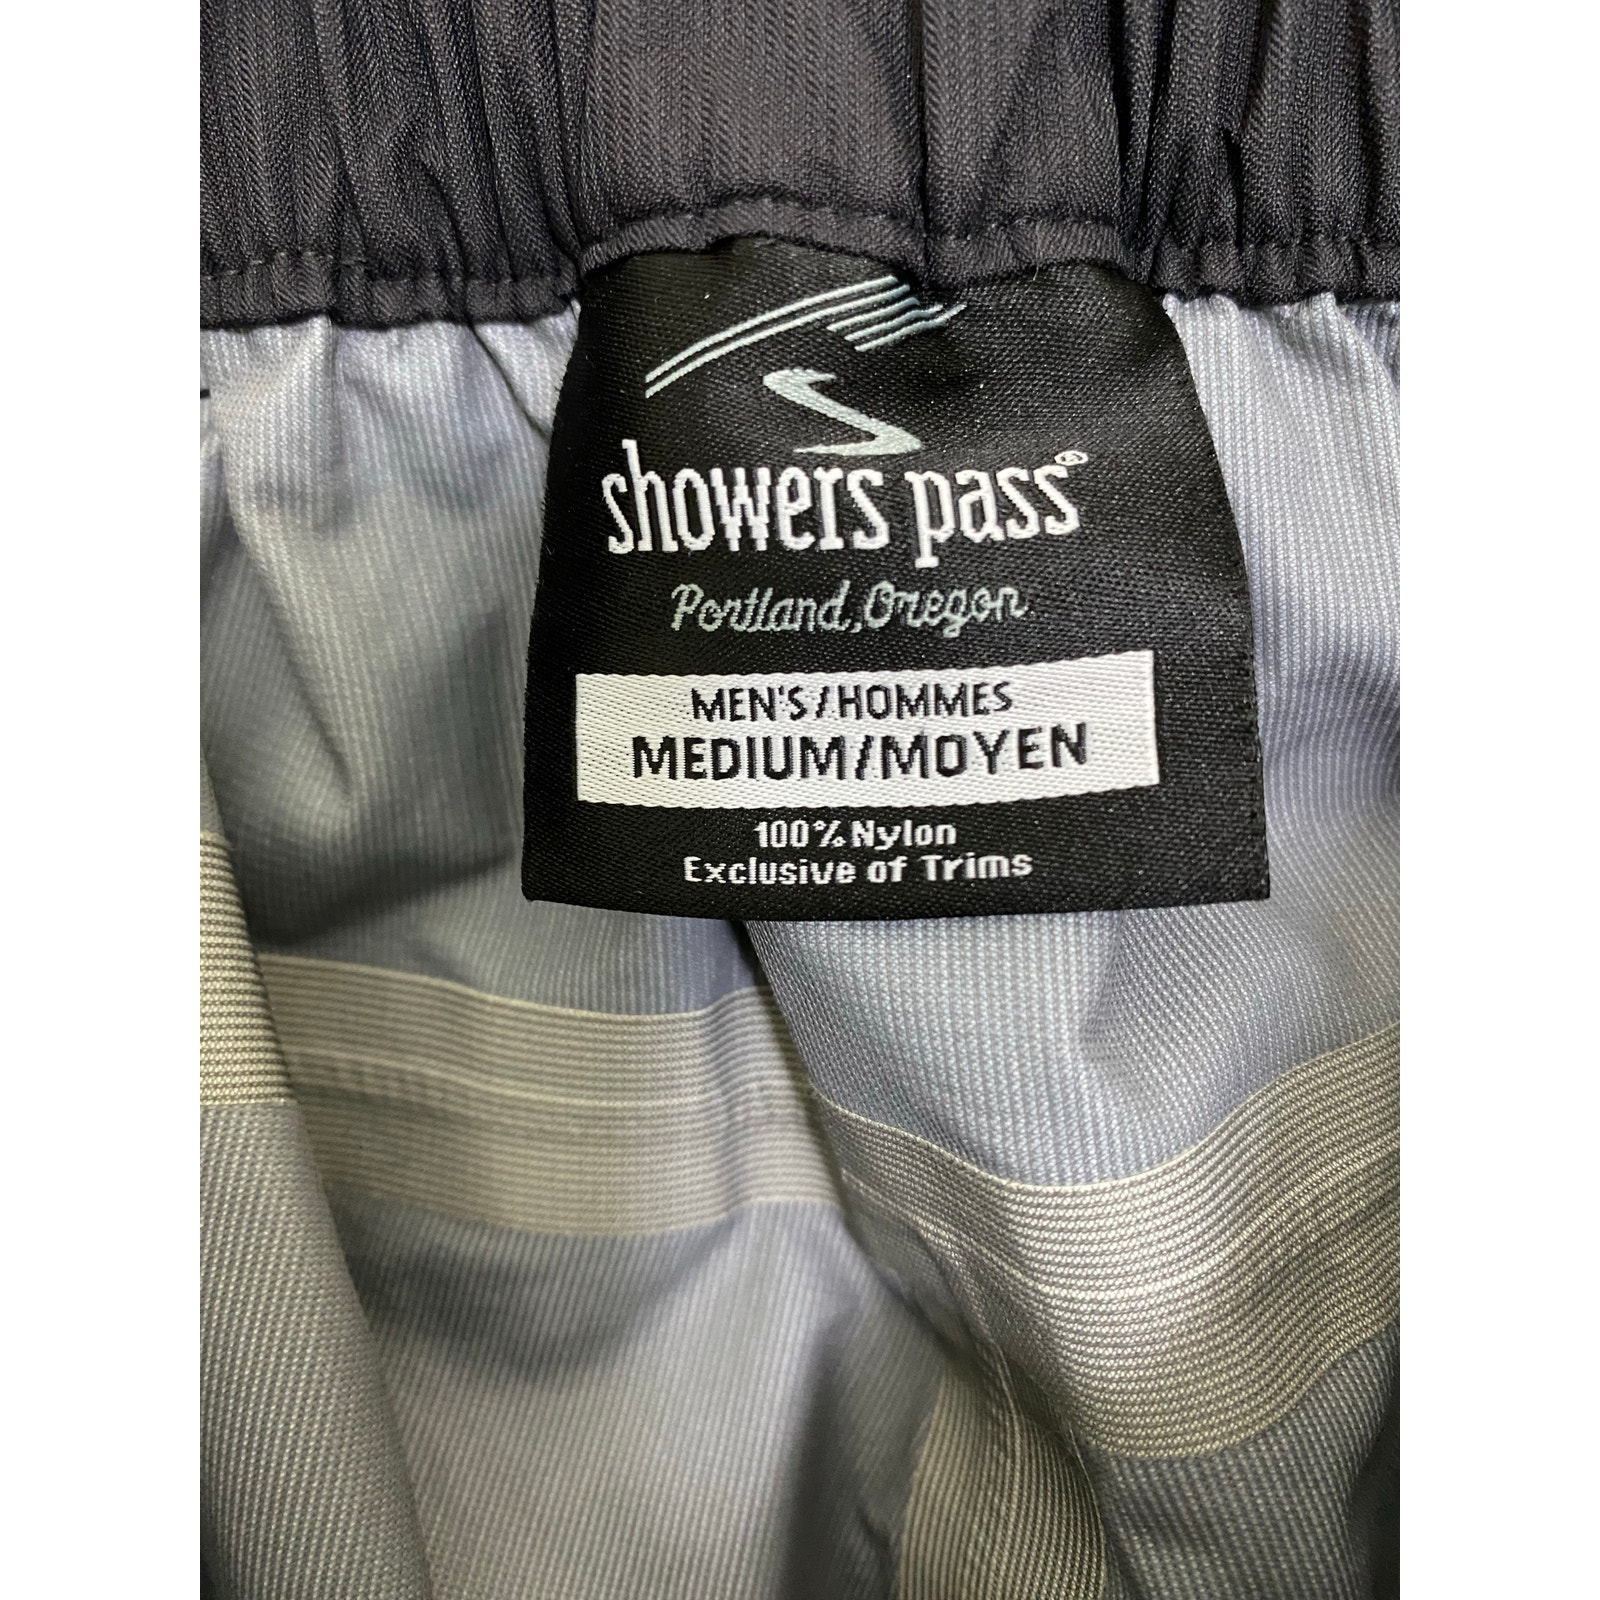 showers pass®
Portland, Oregon
MEN'S/HOMMES
MEDIUM/MOYEN
100% Nylon
Exclusive of Trims